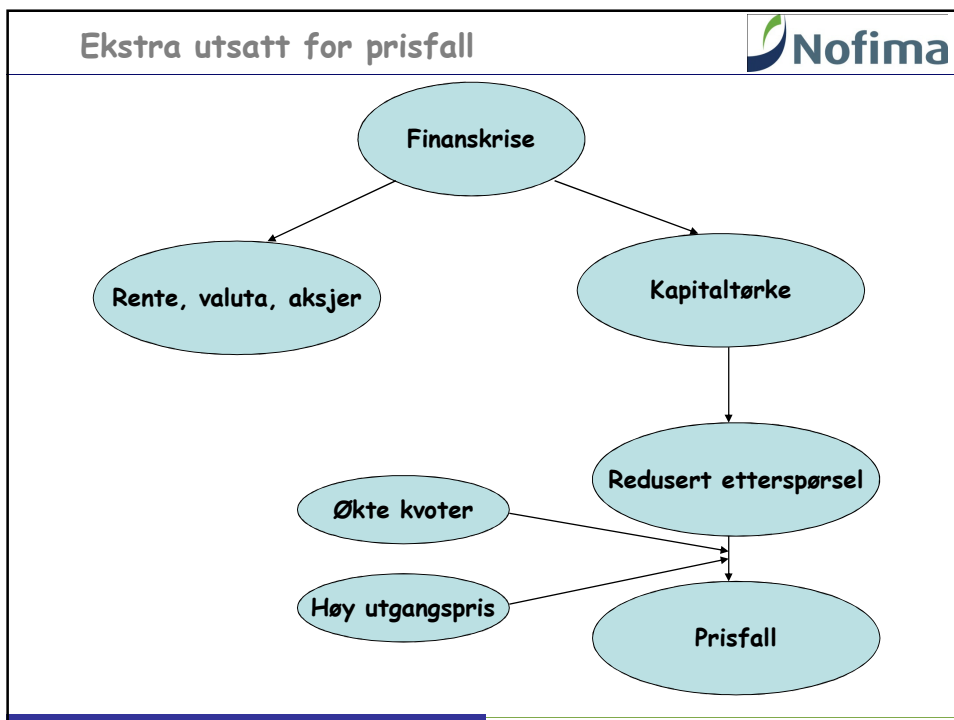 Ekstra utsatt for prisfall
Nofima
Finanskrise
Rente, valuta, aksjer
Kapitaltørke
Redusert etterspørsel
Økte kvoter
Høy utgangspris
Prisfall